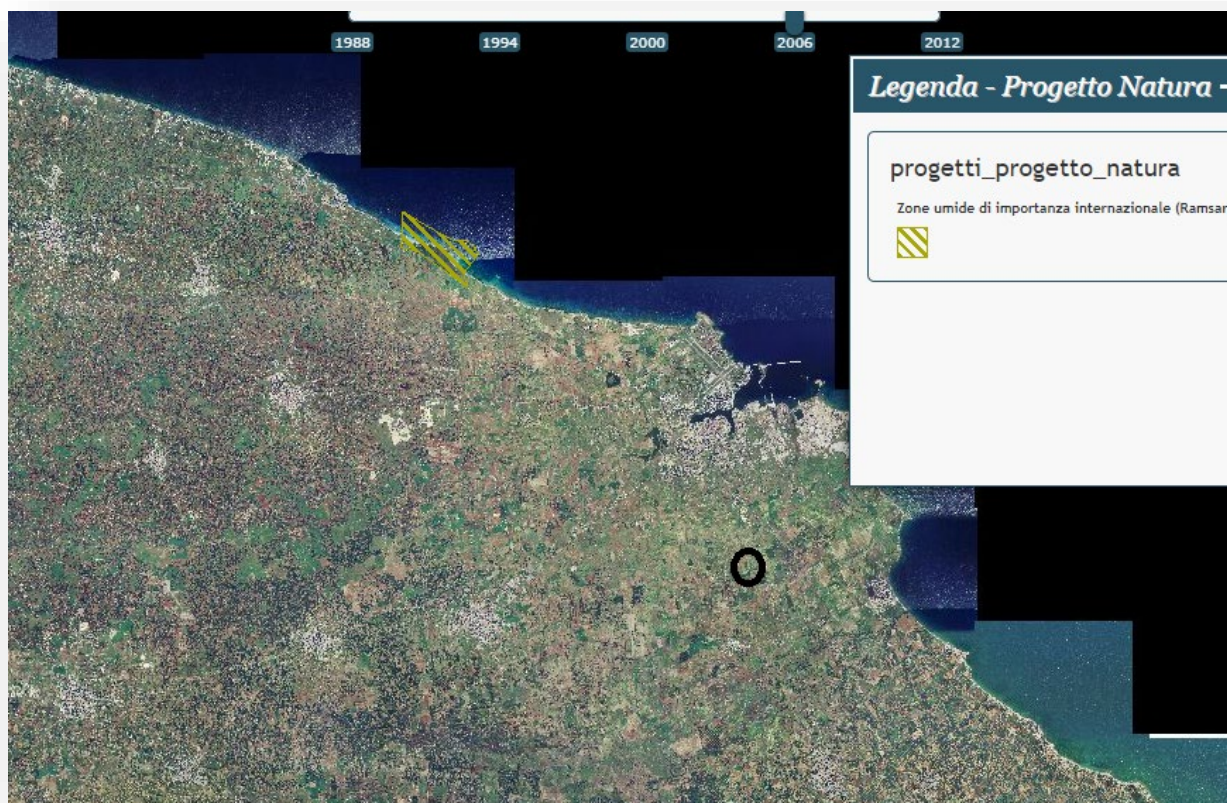 1988 1994 2000 2006 2012
Legenda - Progetto Natura -
progetti_progetto_natura
Zone umide di importanza internazionale (Ramsar